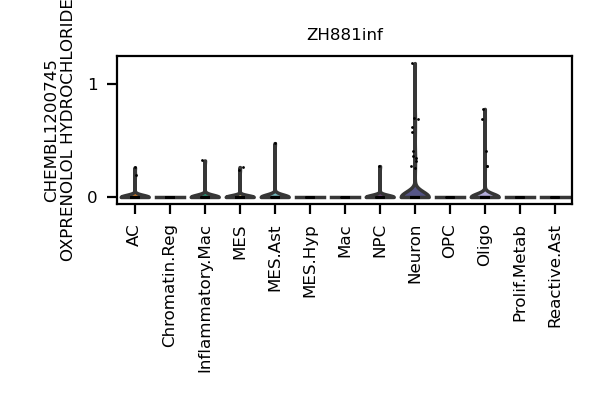 ZH881inf
CHEMBL1200745
OXPRENOLOL HYDROCHLORIDE
1
0
AC
Chromatin.Reg
Inflammatory.Mac
MES
MES.Ast
MES.Hyp
Mac
NPC
Neuron
OPC
Oligo
Prolif.Metab
Reactive.Ast